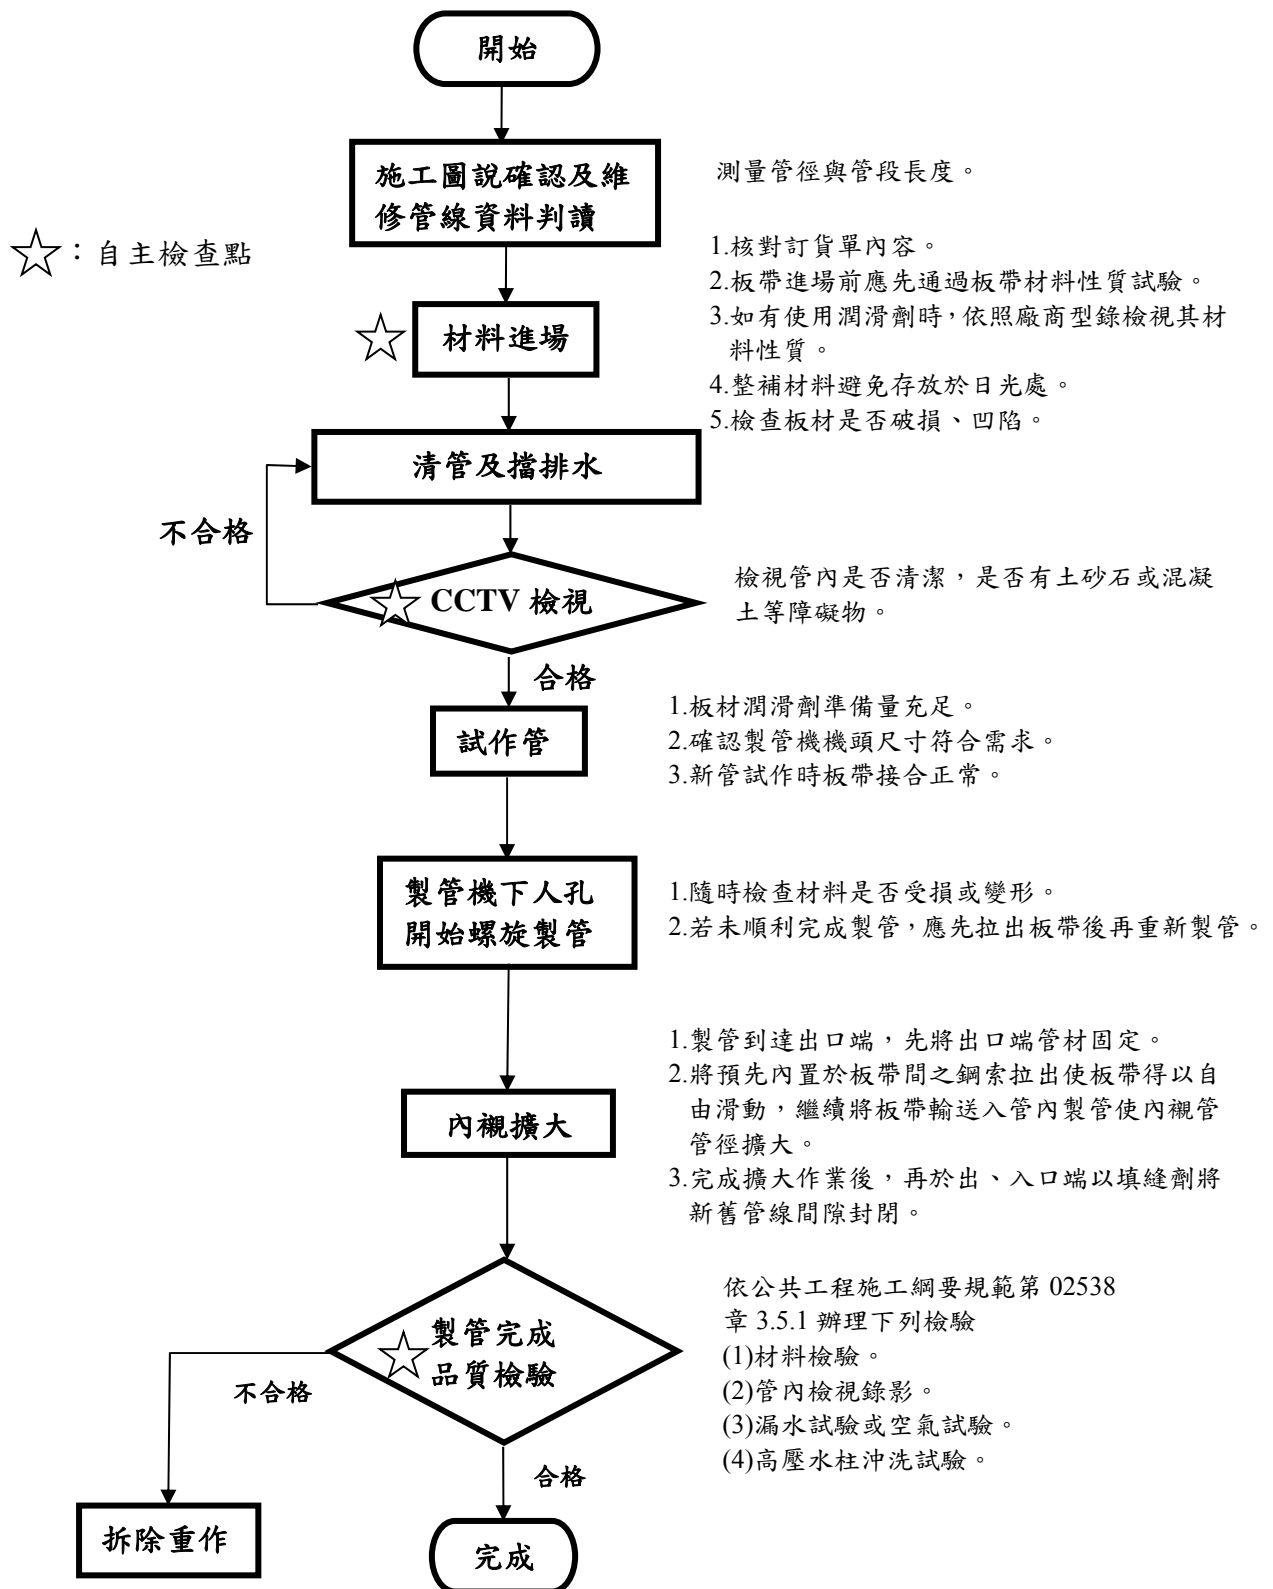 開始
施工圖說確認及維
修管線資料判讀
測量管徑與管段長度。
：自主檢查點
材料進場
1.核對訂貨單內容。
2.板帶進場前應先通過板帶材料性質試驗。
3.如有使用潤滑劑時，依照廠商型錄檢視其材
料性質。
4.整補材料避免存放於日光處。
5.檢查板材是否破損、凹陷。
清管及擋排水
不合格
CCTV 檢視
檢視管內是否清潔，是否有土砂石或混凝
土等障礙物。
合格
試作管
1.板材潤滑劑準備量充足。
2.確認製管機機頭尺寸符合需求。
3.新管試作時板帶接合正常。
製管機下人孔
開始螺旋製管
1.隨時檢查材料是否受損或變形。
2.若未順利完成製管，應先拉出板帶後再重新製管。
內襯擴大
1.製管到達出口端，先將出口端管材固定。
2.將預先內置於板帶間之鋼索拉出使板帶得以自
由滑動，繼續將板帶輸送入管內製管使內襯管
管徑擴大。
3.完成擴大作業後，再於出、入口端以填縫劑將
新舊管線間隙封閉。
製管完成
品質檢驗
依公共工程施工綱要規範第 02538
章 3.5.1 辦理下列檢驗
(1)材料檢驗。
(2)管內檢視錄影。
(3)漏水試驗或空氣試驗。
(4)高壓水柱沖洗試驗。
不合格
合格
拆除重作
完成